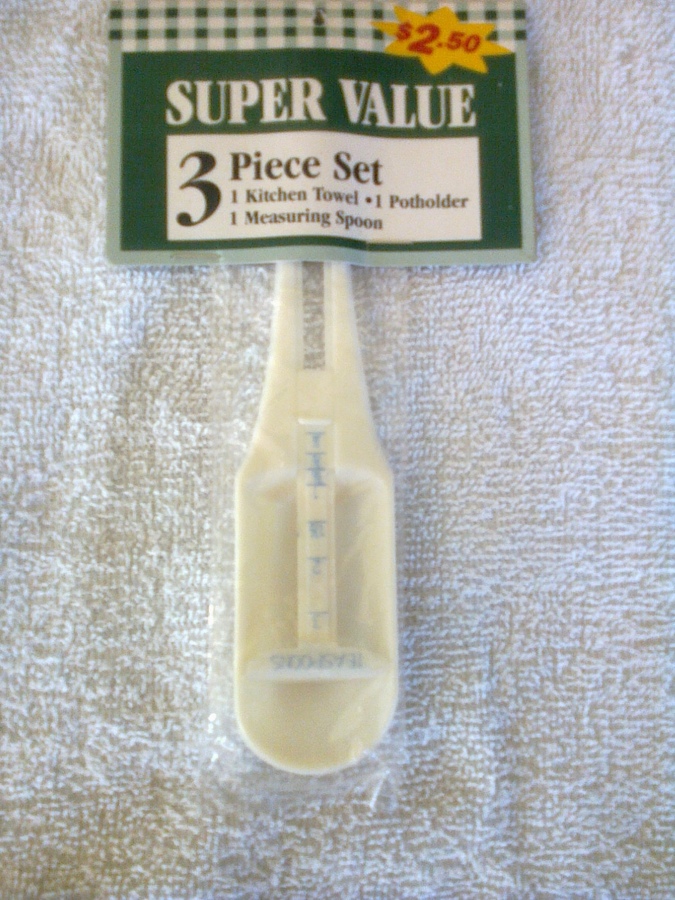 $2.50
SUPER VALUE
3 Piece Set
1 Kitchen Towel • 1 Potholder
1 Measuring Spoon